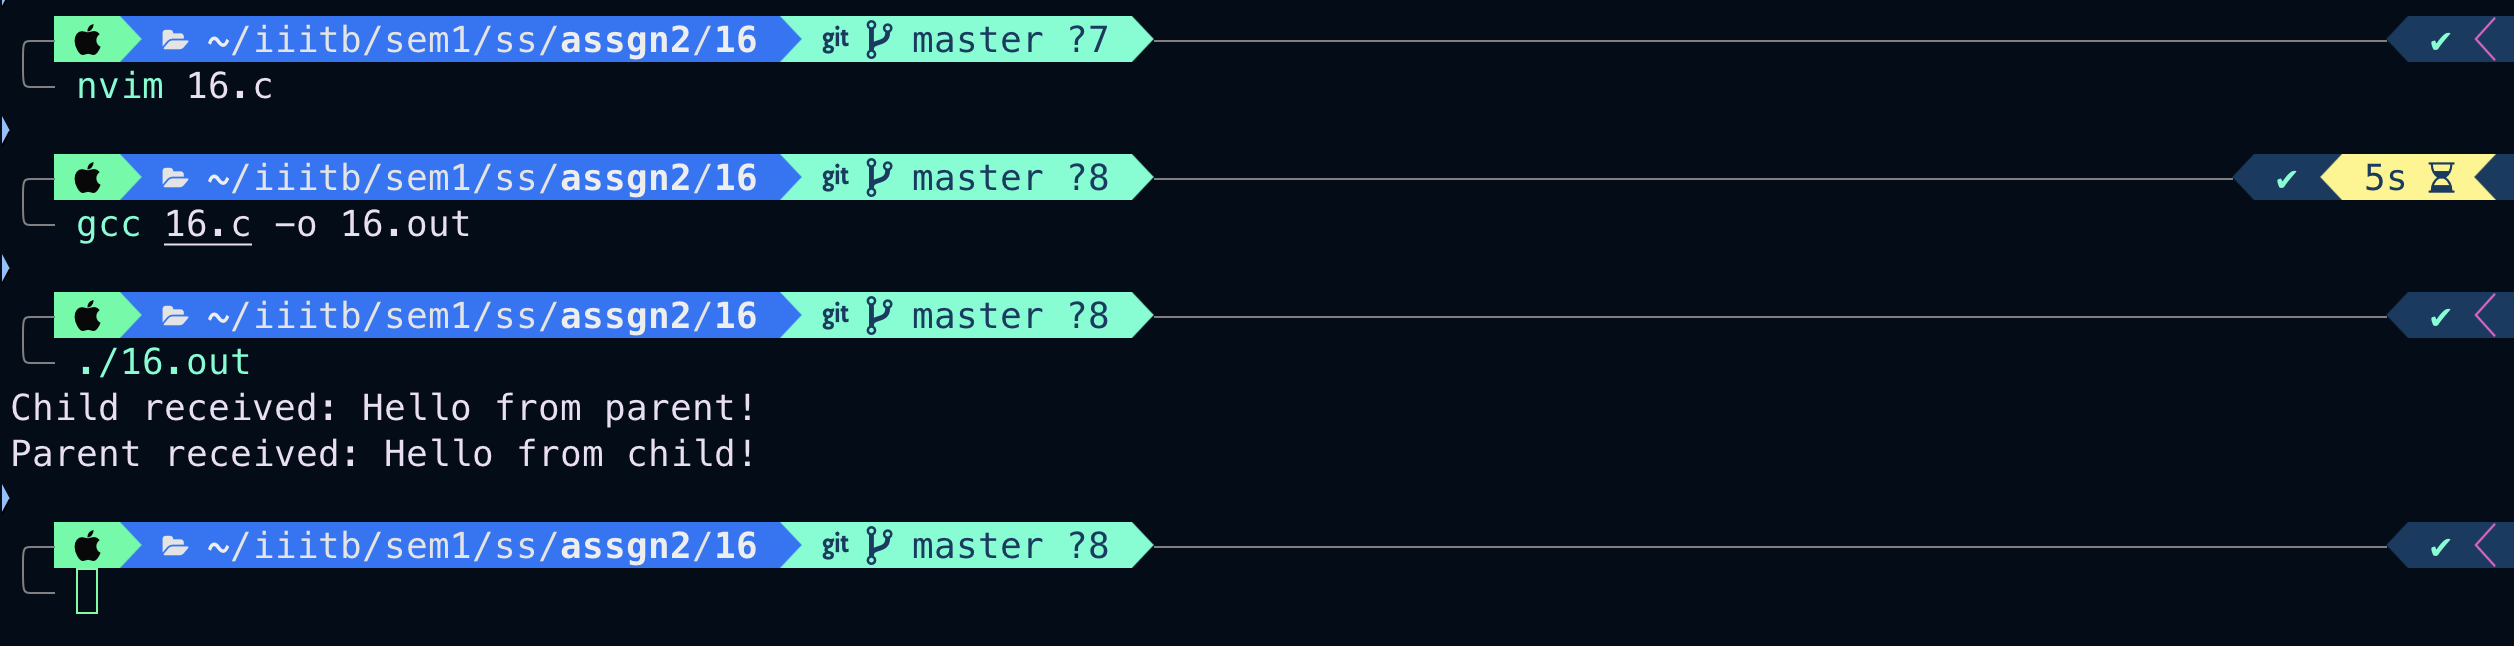 ~/iiitb/sem1/ss/assgn2/16 git master ?7 ✔
nvim 16.c
~/iiitb/sem1/ss/assgn2/16 git master ?8 ✔ 5s
gcc 16.c -o 16.out
~/iiitb/sem1/ss/assgn2/16 git master ?8 ✔
./16.out
Child received: Hello from parent!
Parent received: Hello from child!
~/iiitb/sem1/ss/assgn2/16 git master ?8 ✔